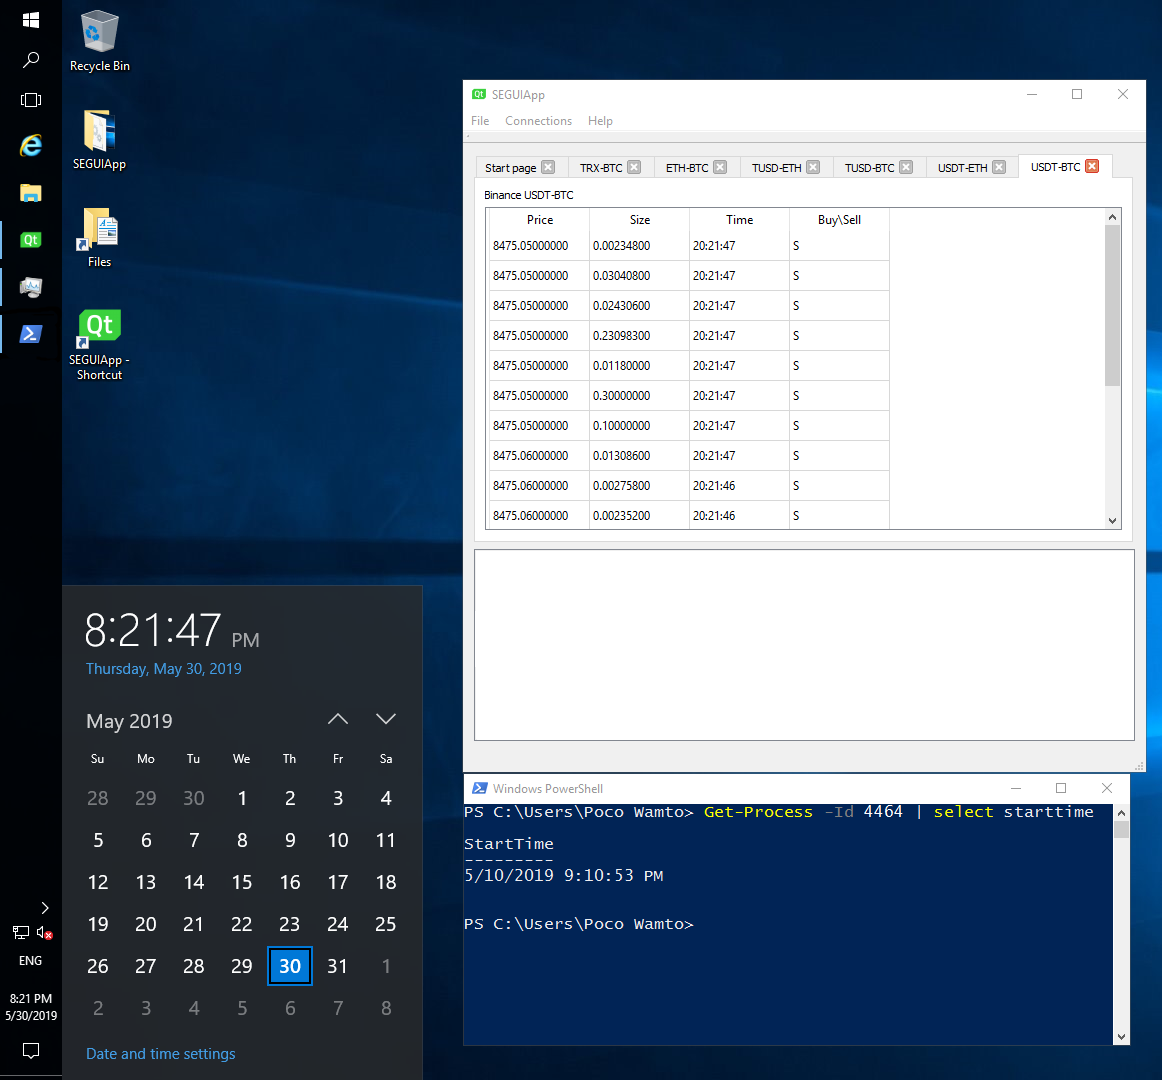 Recycle Bin
SEGUIApp
Files
Qt
SEGUIApp -
Shortcut
Qt
ENG
8:21 PM
5/30/2019
Qt SEGUIApp
File Connections Help
Start page TRX-BTC ETH-BTC TUSD-ETH TUSD-BTC USDT-ETH USDT-BTC
Binance USDT-BTC
Price Size Time Buy\Sell
8475.05000000 0.00234800 20:21:47 S
8475.05000000 0.03040800 20:21:47 S
8475.05000000 0.02430600 20:21:47 S
8475.05000000 0.23098300 20:21:47 S
8475.05000000 0.01180000 20:21:47 S
8475.05000000 0.30000000 20:21:47 S
8475.05000000 0.10000000 20:21:47 S
8475.06000000 0.01308600 20:21:47 S
8475.06000000 0.00275800 20:21:46 S
8475.06000000 0.00235200 20:21:46 S
8:21:47 PM
Thursday, May 30, 2019
May 2019
Su Mo Tu We Th Fr Sa
28 29 30 1 2 3 4
5 6 7 8 9 10 11
12 13 14 15 16 17 18
19 20 21 22 23 24 25
26 27 28 29 30 31 1
2 3 4 5 6 7 8
Date and time settings
Windows PowerShell
PS C:\Users\Poco Wamto> Get-Process -Id 4464 | select starttime
StartTime
---------
5/10/2019 9:10:53 PM
PS C:\Users\Poco Wamto>